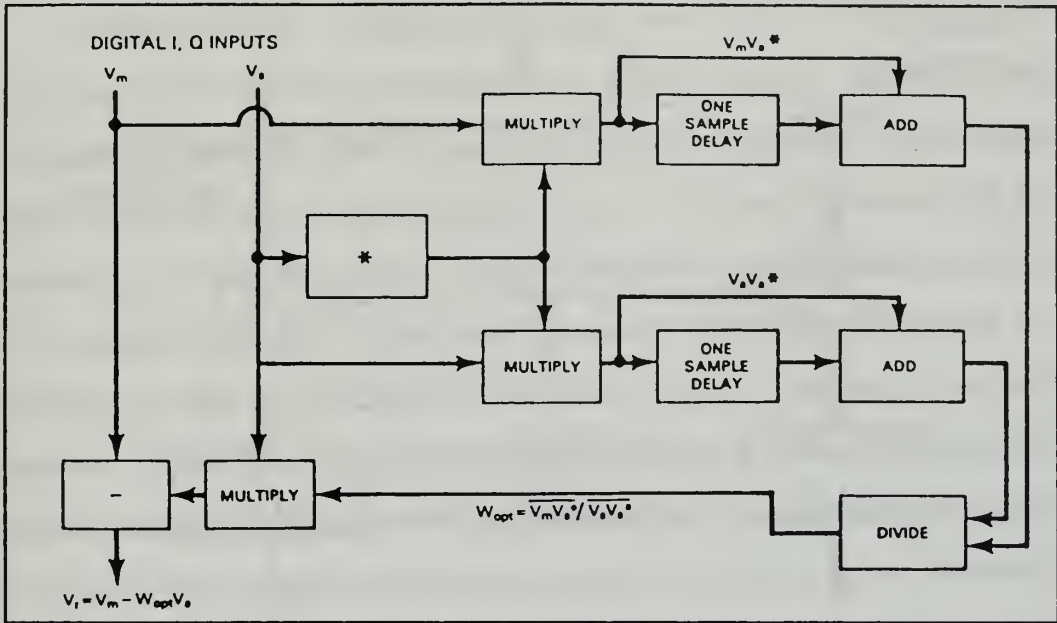 DIGITAL I, Q INPUTS
Vm
Vs
VmVs*
MULTIPLY
ONE
SAMPLE
DELAY
ADD
*
VsVs*
MULTIPLY
ONE
SAMPLE
DELAY
ADD
–
MULTIPLY
Wopt = VmVs* / VsVs*
DIVIDE
Vr = Vm – WoptVs